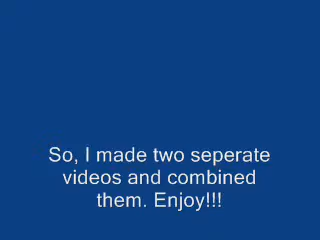 So, I made two seperate
videos and combined
them. Enjoy!!!